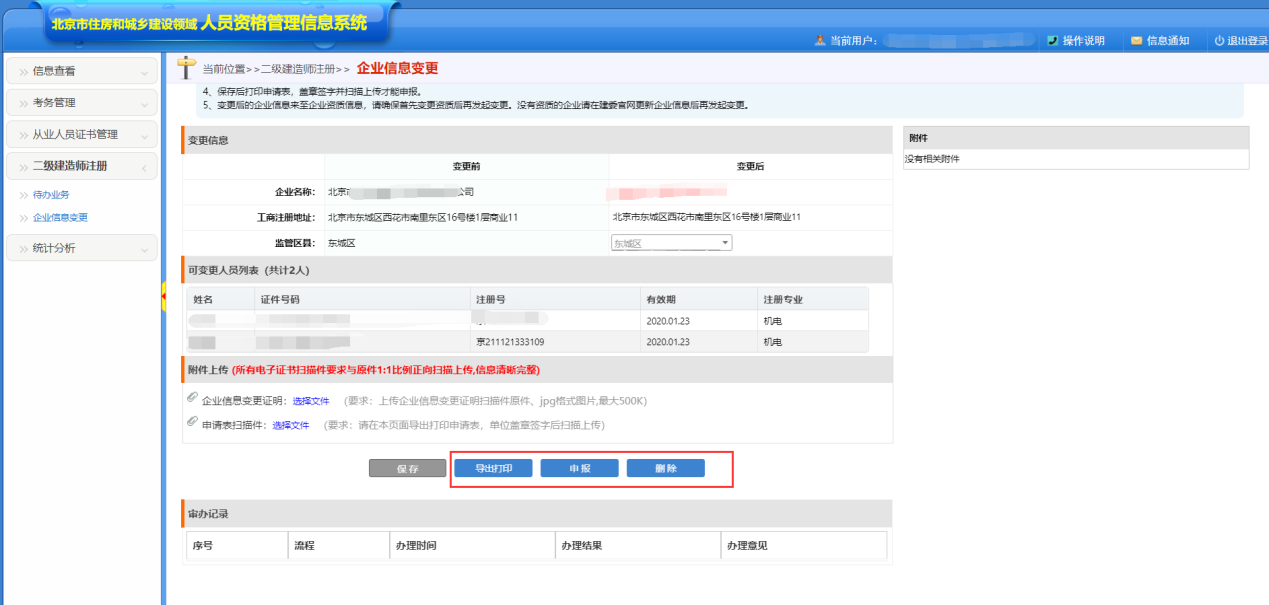 北京市住房和城乡建设领域 人员资格管理信息系统
当前用户： 操作说明 信息通知 退出登录
信息查看
考务管理
从业人员证书管理
二级建造师注册
待办业务
企业信息变更
统计分析
当前位置>>二级建造师注册>> 企业信息变更
4、保存后打印申请表，盖章签字并扫描上传才能申报。
5、变更后的企业信息来至企业资质信息，请确保首先变更资质后再发起变更。没有资质的企业请在建委官网更新企业信息后再发起变更。
变更信息
变更前 变更后
企业名称： 北京 公司
工商注册地址： 北京市东城区西花市南里东区16号楼1层商业11 北京市东城区西花市南里东区16号楼1层商业11
监管区县： 东城区 东城区
可变更人员列表（共计2人）
姓名 证件号码 注册号 有效期 注册专业
2020.01.23 机电
京211121333109 2020.01.23 机电
附件上传 (所有电子证书扫描件要求与原件1:1比例正向扫描上传,信息清晰完整)
企业信息变更证明： 选择文件 (要求：上传企业信息变更证明扫描件原件、jpg格式图片,最大500K)
申请表扫描件： 选择文件 (要求：请在本页面导出打印申请表，单位盖章签字后扫描上传)
保 存 导出打印 申 报 删 除
审办记录
序号 流程 办理时间 办理结果 办理意见
附件
没有相关附件